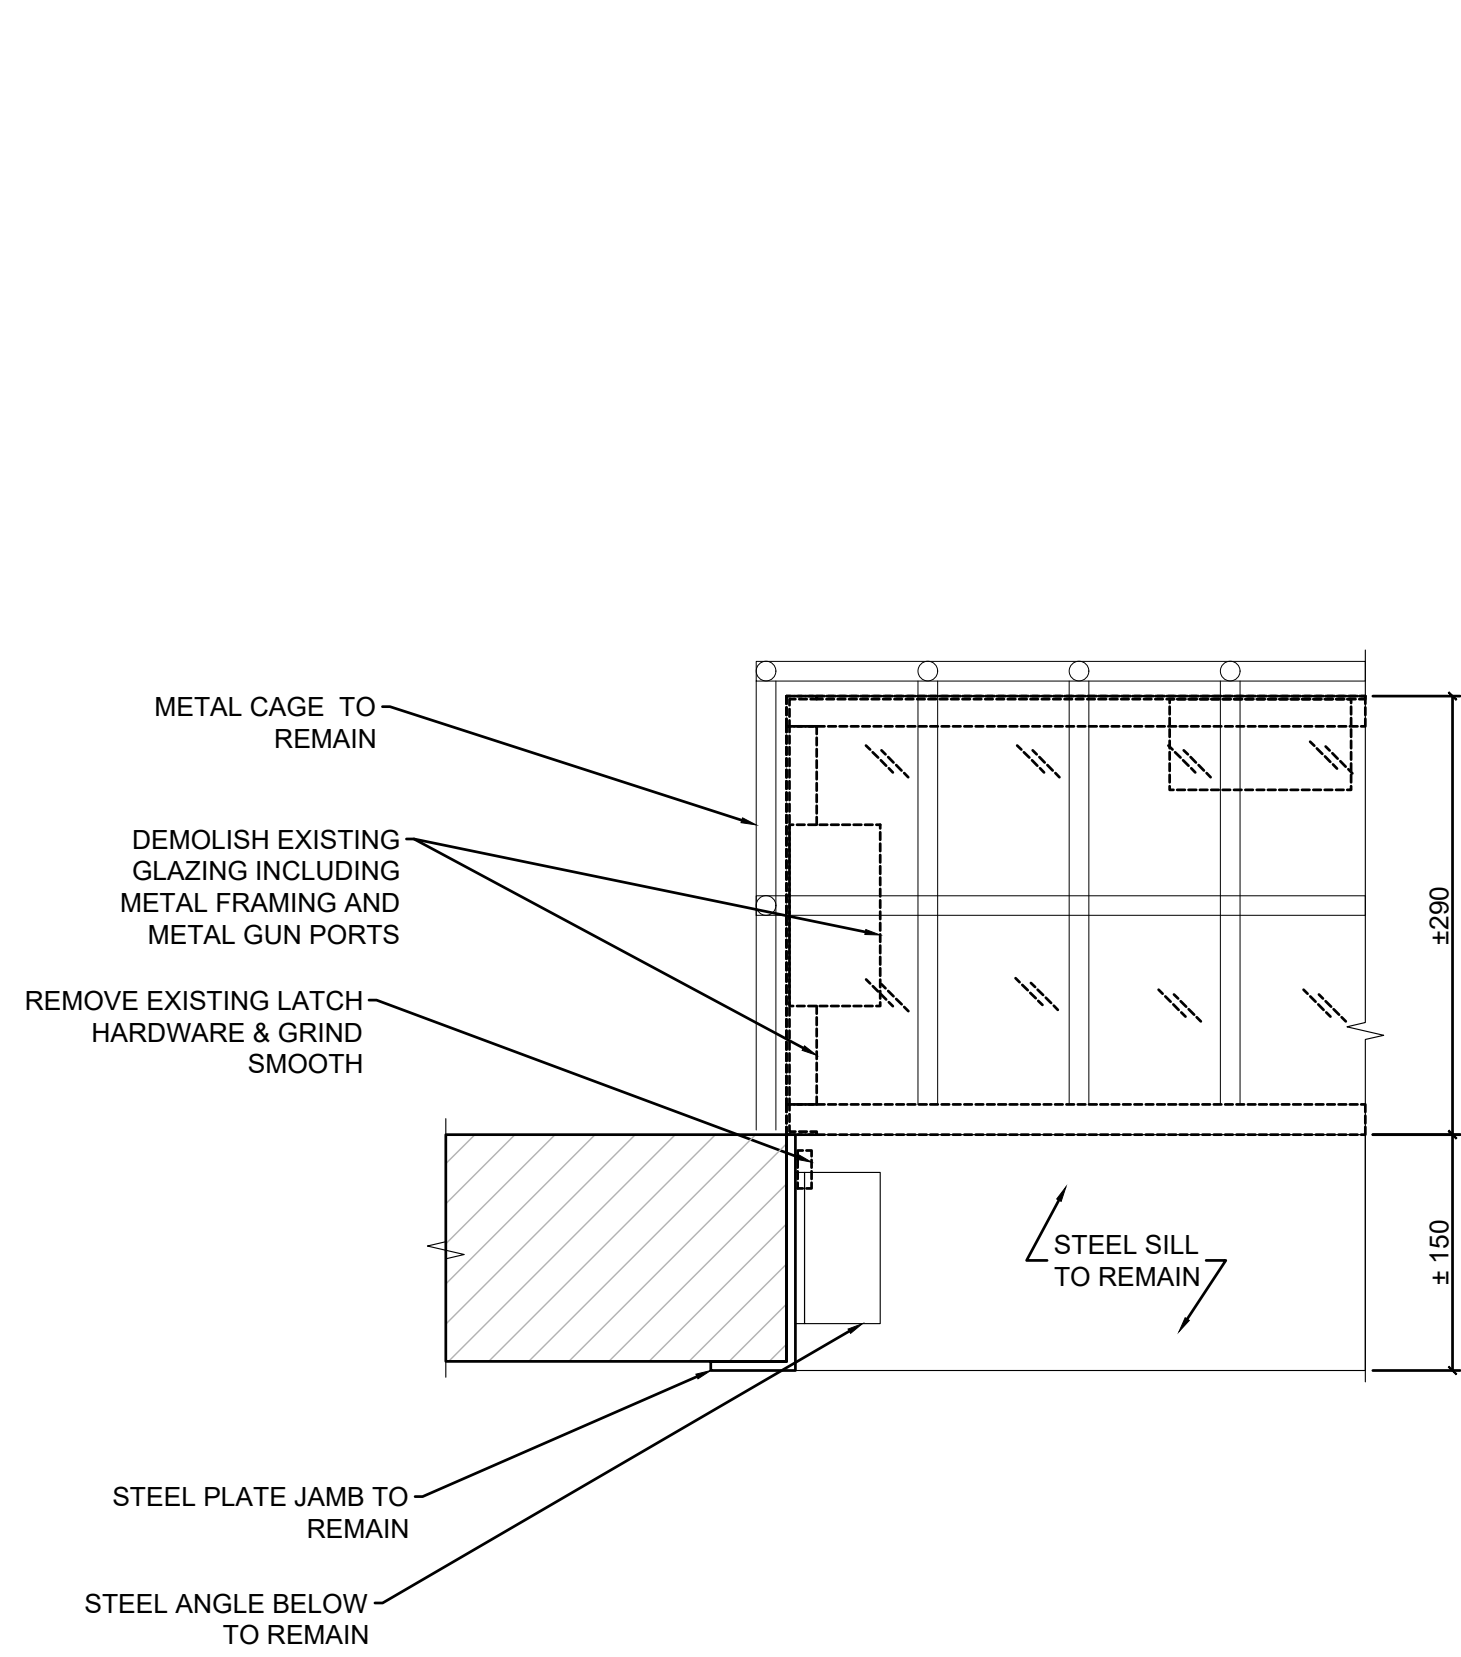 METAL CAGE TO
REMAIN
DEMOLISH EXISTING
GLAZING INCLUDING
METAL FRAMING AND
METAL GUN PORTS
REMOVE EXISTING LATCH
HARDWARE & GRIND
SMOOTH
±290
± 150
STEEL SILL
TO REMAIN
STEEL PLATE JAMB TO
REMAIN
STEEL ANGLE BELOW
TO REMAIN